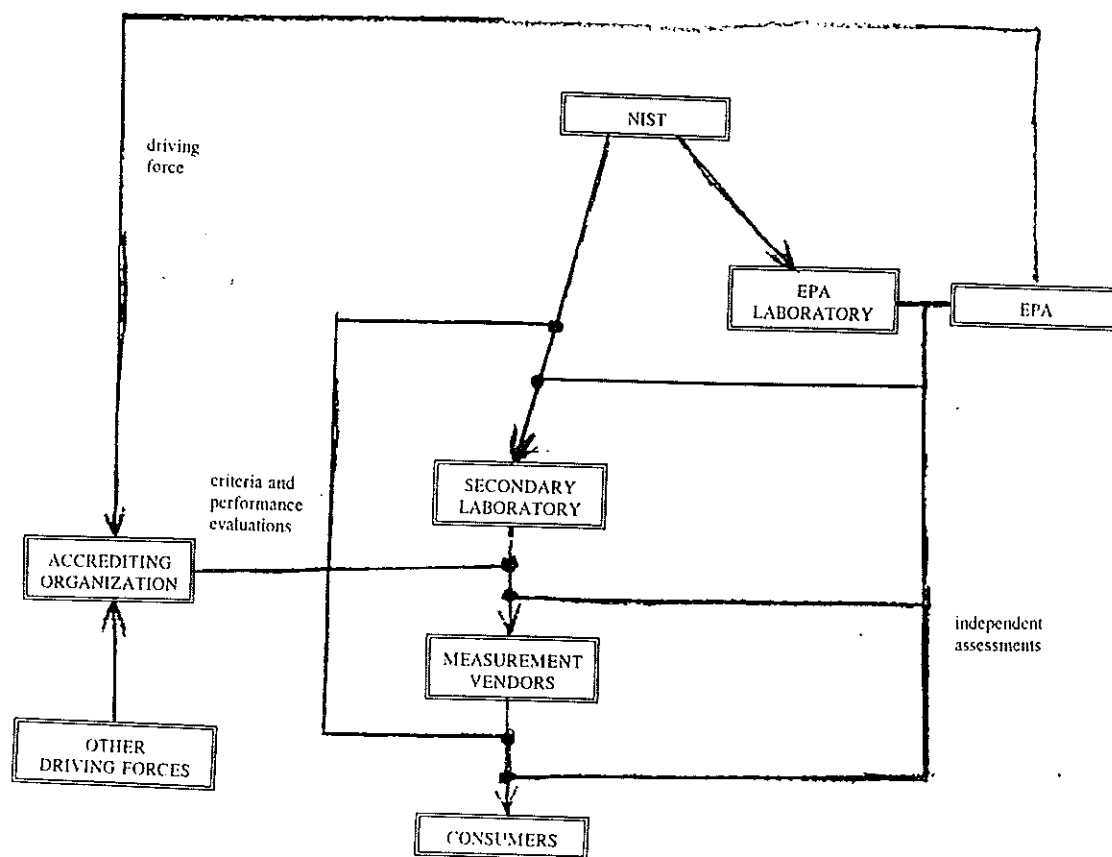 NIST
driving
force
EPA
LABORATORY
EPA
criteria and
performance
evaluations
SECONDARY
LABORATORY
ACCREDITING
ORGANIZATION
independent
assessments
MEASUREMENT
VENDORS
OTHER
DRIVING FORCES
CONSUMERS